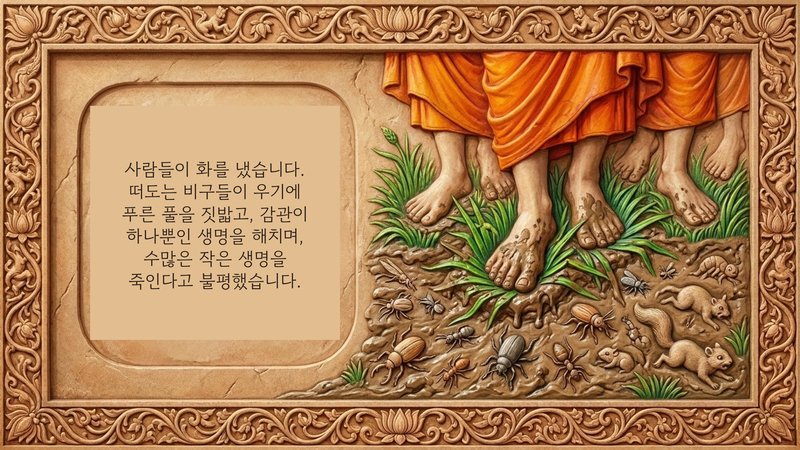 사람들이 화를 냈습니다.
떠도는 비구들이 우기에
푸른 풀을 짓밟고, 감관이
하나뿐인 생명을 해치며,
수많은 작은 생명을
죽인다고 불평했습니다.